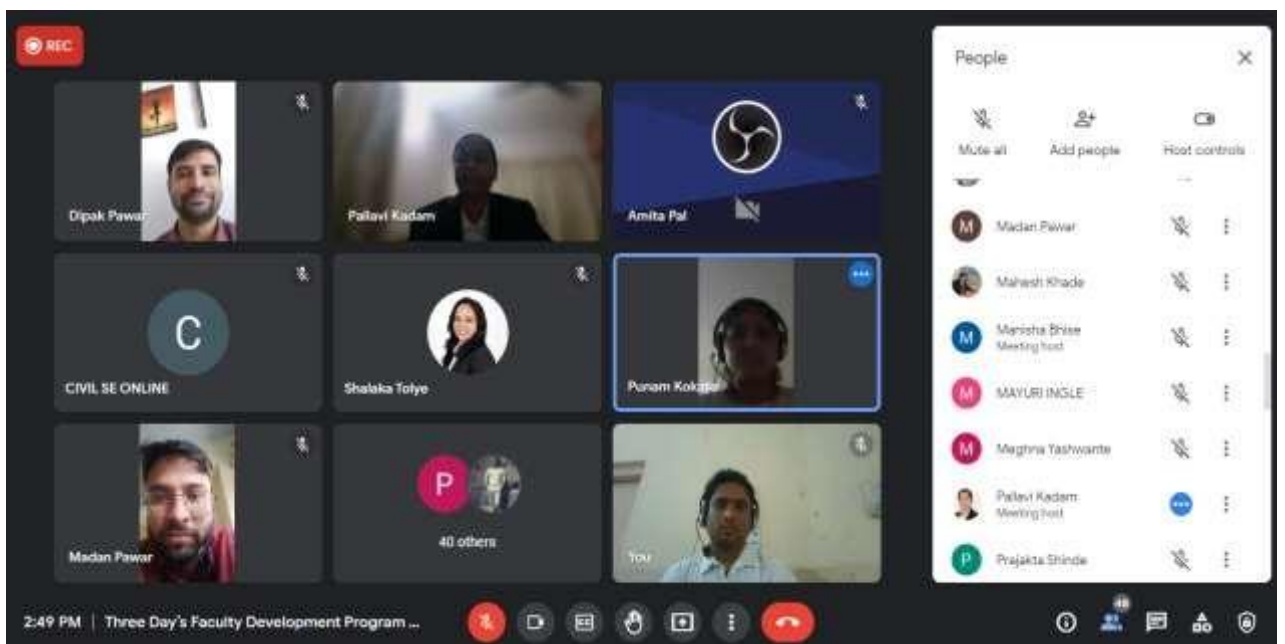 REC
Dipak Pawar
Pallavi Kadam
Amita Pal
C
CIVIL SE ONLINE
Shalaka Tolye
Punam
Madan Pawar
P
40 others
You
2:49 PM | Three Day's Faculty Development Program ...
People
Mute all
Add people
Host controls
M
Madan Pawar
Mahesh Khade
M
Manisha Bhise
Meeting host
M
MAYURI INGLE
M
Meghna Yashwante
Pallavi Kadam
Meeting host
P
Prajakta Shinde